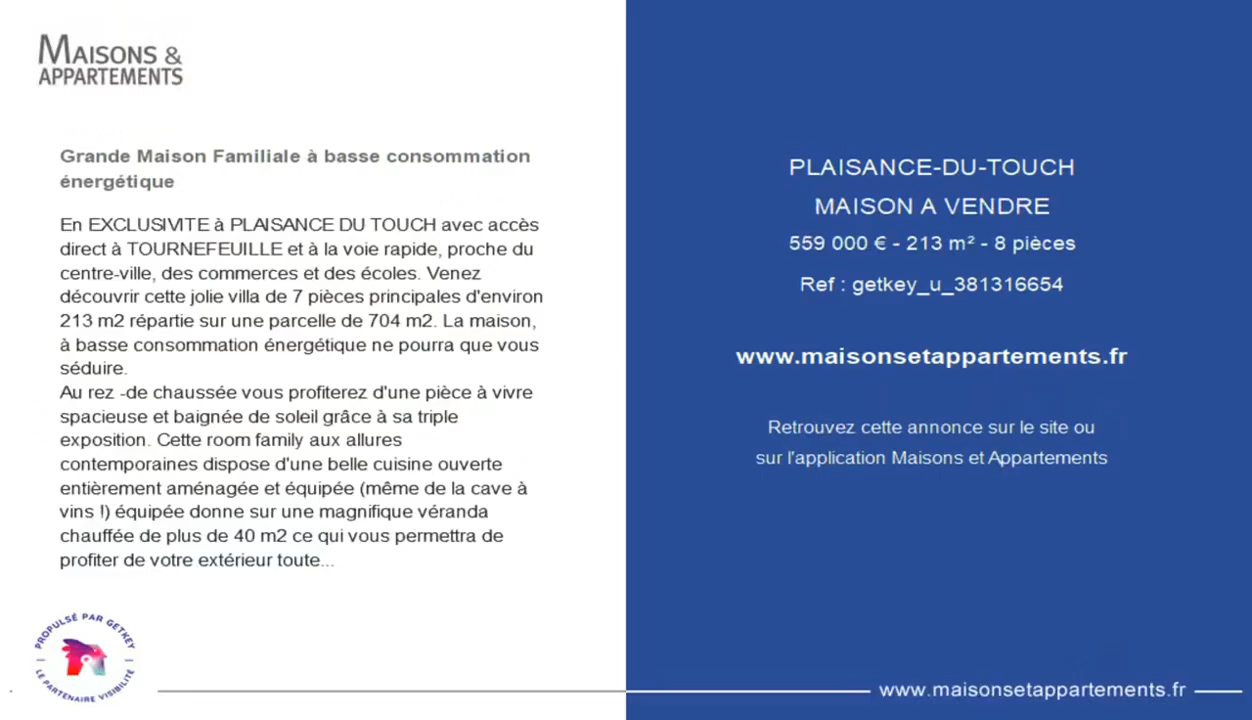 MAISONS &
APPARTEMENTS
Grande Maison Familiale à basse consommation
énergétique
En EXCLUSIVITE à PLAISANCE DU TOUCH avec accès
direct à TOURNEFEUILLE et à la voie rapide, proche du
centre-ville, des commerces et des écoles. Venez
découvrir cette jolie villa de 7 pièces principales d'environ
213 m2 répartie sur une parcelle de 704 m2. La maison,
à basse consommation énergétique ne pourra que vous
séduire.
Au rez -de chaussée vous profiterez d'une pièce à vivre
spacieuse et baignée de soleil grâce à sa triple
exposition. Cette room family aux allures
contemporaines dispose d'une belle cuisine ouverte
entièrement aménagée et équipée (même de la cave à
vins !) équipée donne sur une magnifique véranda
chauffée de plus de 40 m2 ce qui vous permettra de
profiter de votre extérieur toute...
PROPULSÉ PAR GETKEY
LE PARTENAIRE VISIBILITÉ
PLAISANCE-DU-TOUCH
MAISON A VENDRE
559 000 € - 213 m² - 8 pièces
Ref : getkey_u_381316654
www.maisonsetappartements.fr
Retrouvez cette annonce sur le site ou
sur l'application Maisons et Appartements
www.maisonsetappartements.fr